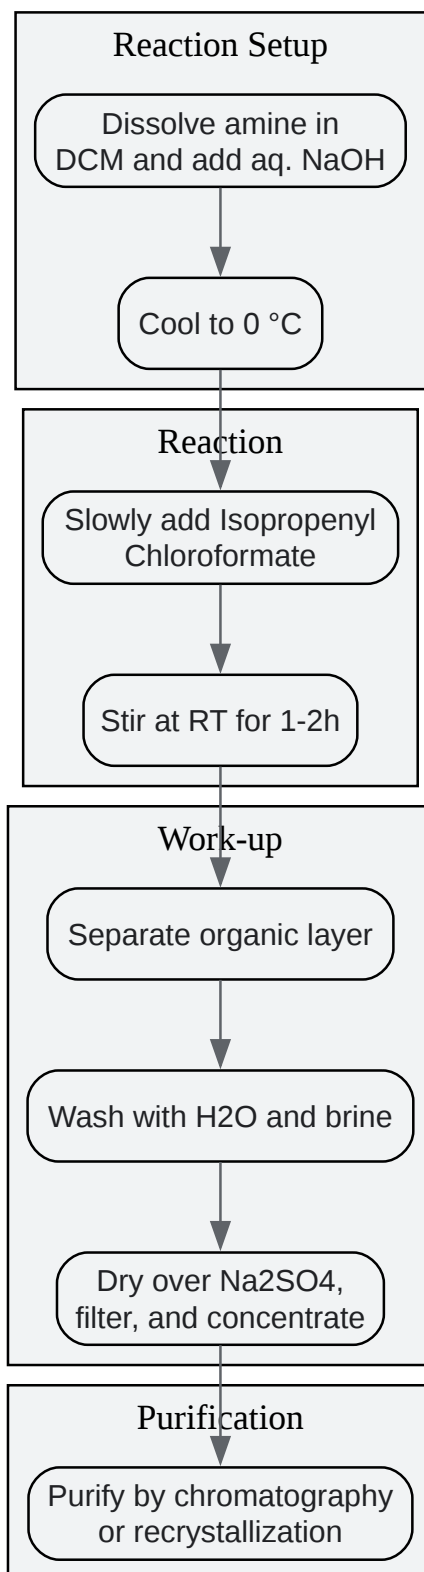 Reaction Setup
Dissolve amine in
DCM and add aq. NaOH
Cool to 0 °C
Reaction
Slowly add Isopropenyl
Chloroformate
Stir at RT for 1-2h
Work-up
Separate organic layer
Wash with H2O and brine
Dry over Na2SO4,
filter, and concentrate
Purification
Purify by chromatography
or recrystallization